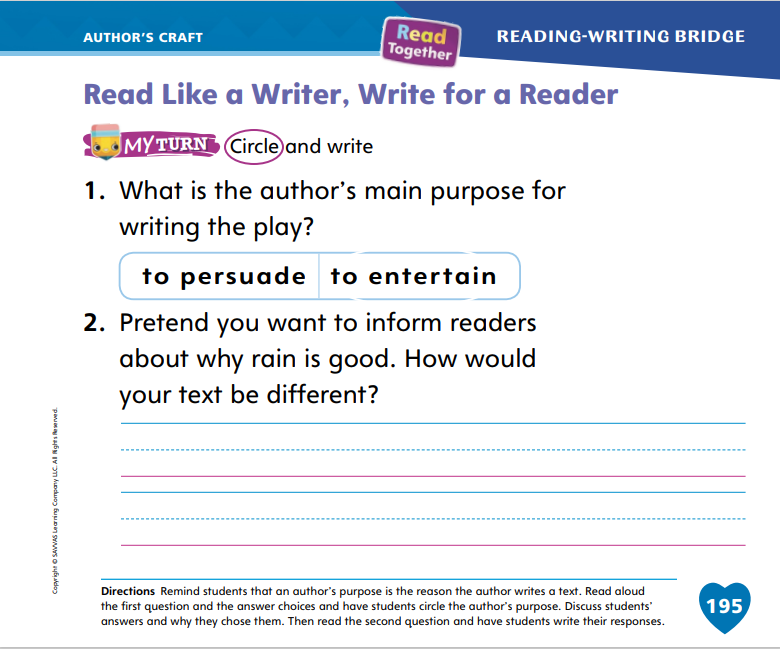 AUTHOR'S CRAFT
Read
Together
READING-WRITING BRIDGE
Read Like a Writer, Write for a Reader
MY TURN Circle and write
1. What is the author's main purpose for
writing the play?
to persuade to entertain
2. Pretend you want to inform readers
about why rain is good. How would
your text be different?
Copyright © SAVVAS Learning Company LLC. All Rights Reserved.
Directions Remind students that an author's purpose is the reason the author writes a text. Read aloud
the first question and the answer choices and have students circle the author's purpose. Discuss students'
answers and why they chose them. Then read the second question and have students write their responses.
195